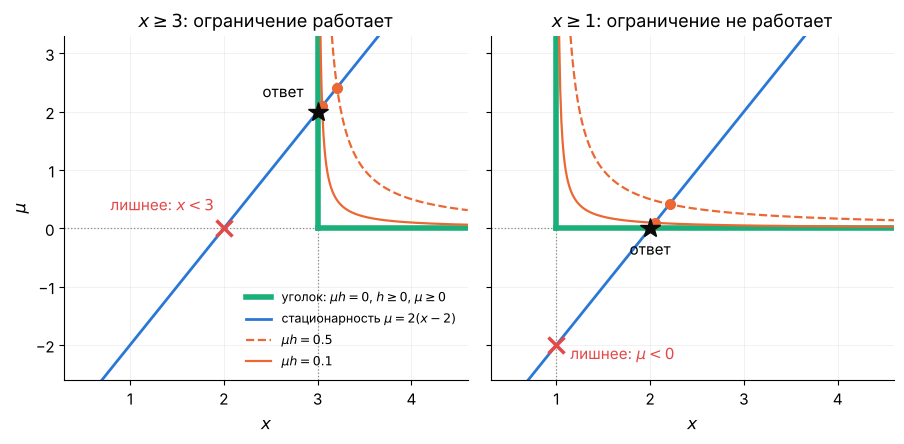 x ≥ 3: ограничение работает
x ≥ 1: ограничение не работает
3
2
1
0
−1
−2
μ
ответ
лишнее: x < 3
уголок: μh = 0, h ≥ 0, μ ≥ 0
стационарность μ = 2(x − 2)
μh = 0.5
μh = 0.1
1
2
3
4
x
ответ
лишнее: μ < 0
1
2
3
4
x